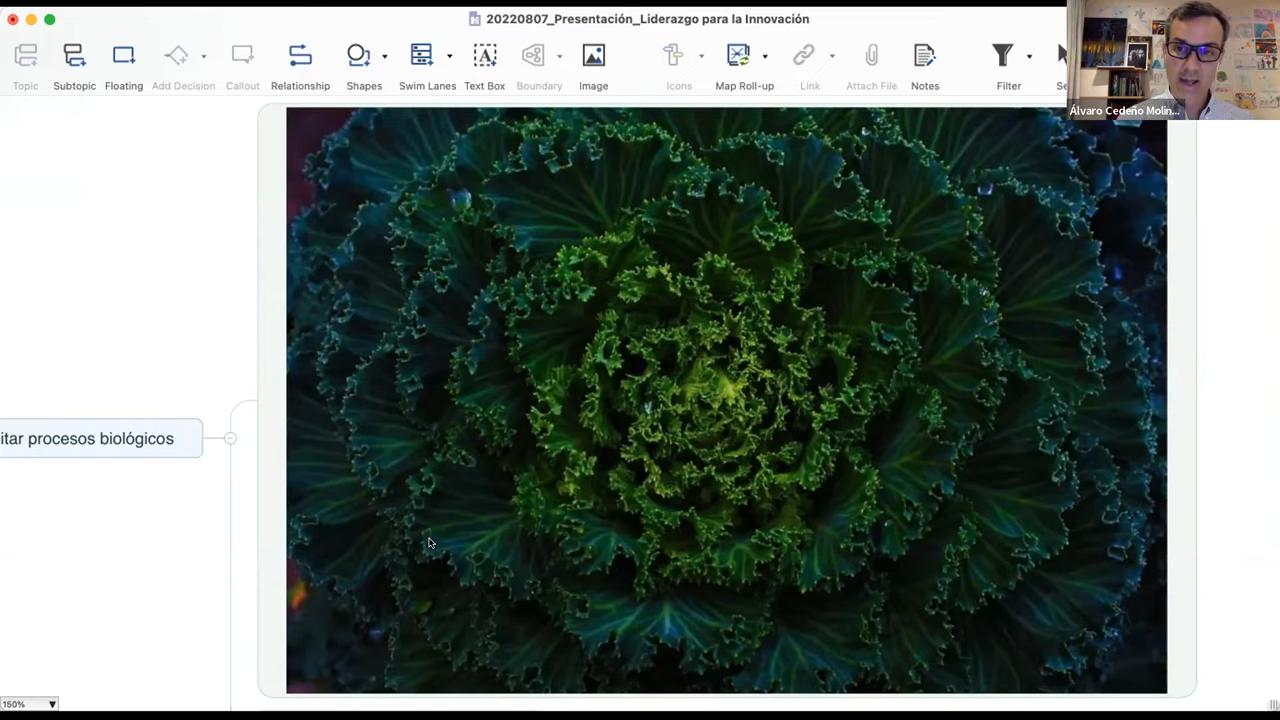 20220807_Presentación_Liderazgo para la Innovación
Topic
Subtopic
Floating
Add Decision
Callout
Relationship
Shapes
Swim Lanes
Text Box
Boundary
Image
Icons
Map Roll-up
Link
Attach File
Notes
Filter
Se
Álvaro Cedeño Molin...
itar procesos biológicos
150%